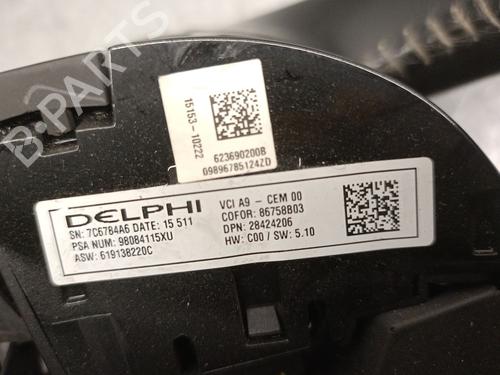 B-PARTS
15153-10222
623690200B
09896785124ZD
DELPHI
SN: 7C6784A6 DATE: 15 511
PSA NUM: 98084115XU
ASW: 619138220C
VCI A9 - CEM 00
COFOR: 86758B03
DPN: 28424206
HW: C00 / SW: 5.10